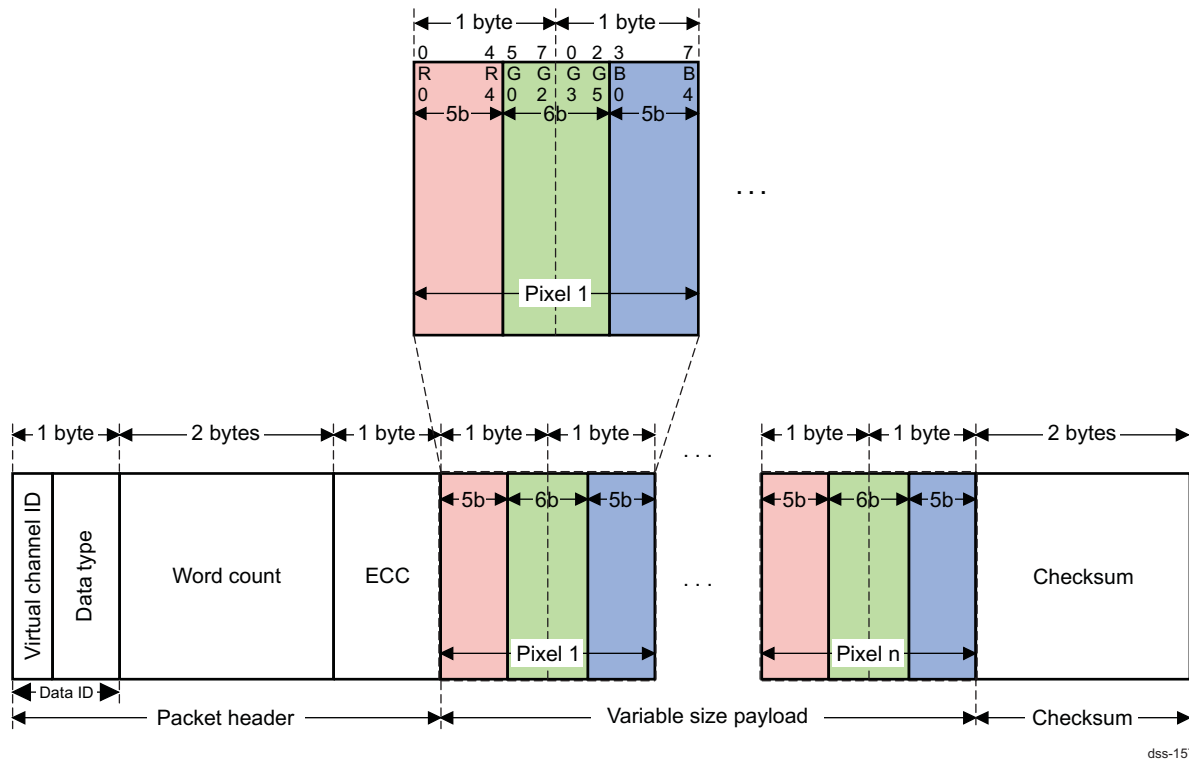 1 byte 1 byte
0 4 5 7 0 2 3 7
R R G G G G B B
0 4 0 2 3 5 0 4
5b 6b 5b
. . .
Pixel 1
1 byte 2 bytes 1 byte 1 byte 1 byte . . . 1 byte 1 byte 2 bytes
5b 6b 5b 5b 6b 5b
Virtual channel ID
Data type
Word count ECC . . . Checksum
Pixel 1 Pixel n
Data ID
Packet header Variable size payload Checksum